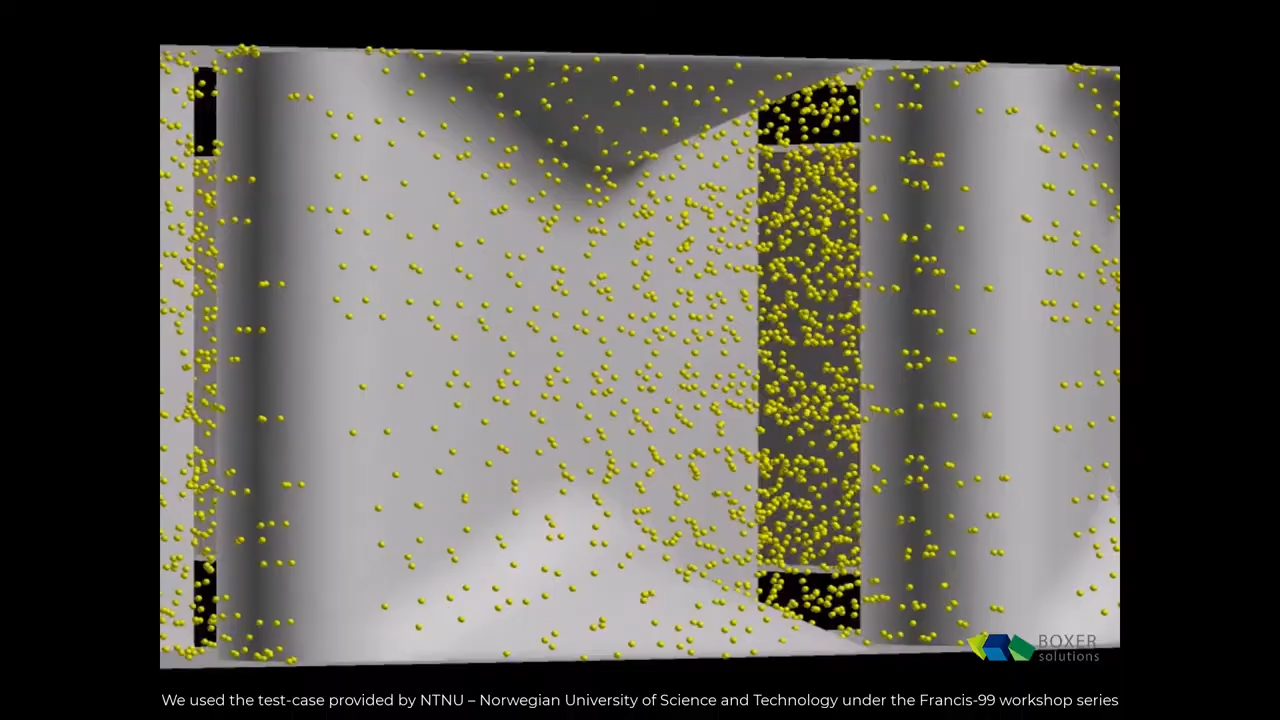 BOXER
solutions
We used the test-case provided by NTNU – Norwegian University of Science and Technology under the Francis-99 workshop series